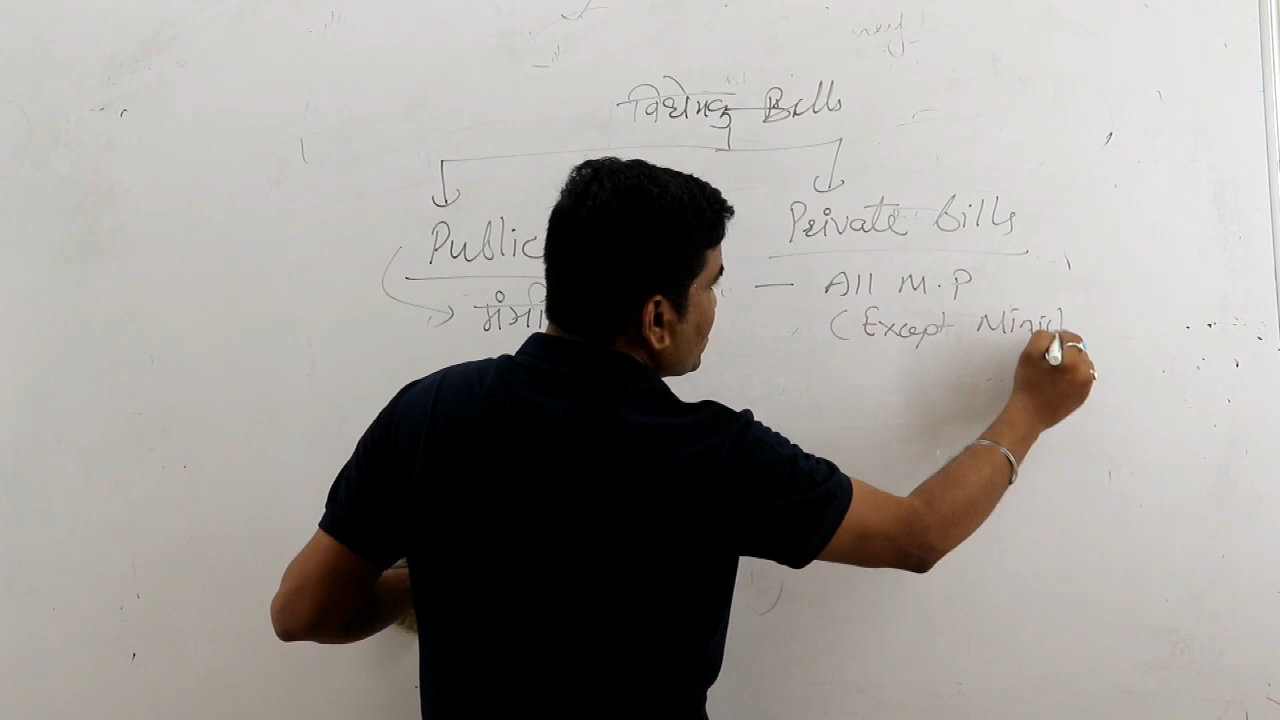 विधेयक Bills
Public
Private bills
All M.P
(Except Minis